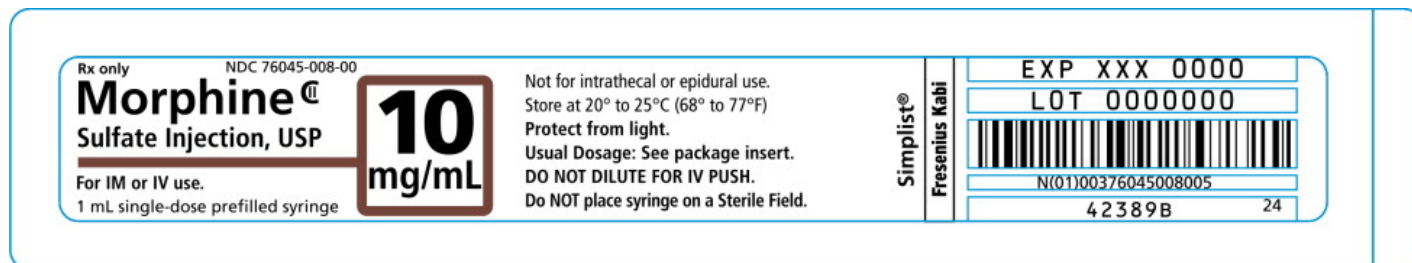 Rx only NDC 76045-008-00
Morphine CII
Sulfate Injection, USP
For IM or IV use.
1 mL single-dose prefilled syringe
10
mg/mL
Not for intrathecal or epidural use.
Store at 20° to 25°C (68° to 77°F)
Protect from light.
Usual Dosage: See package insert.
DO NOT DILUTE FOR IV PUSH.
Do NOT place syringe on a Sterile Field.
Simplist®
Fresenius Kabi
EXP XXX 0000
LOT 0000000
N(01)00376045008005
42389B 24